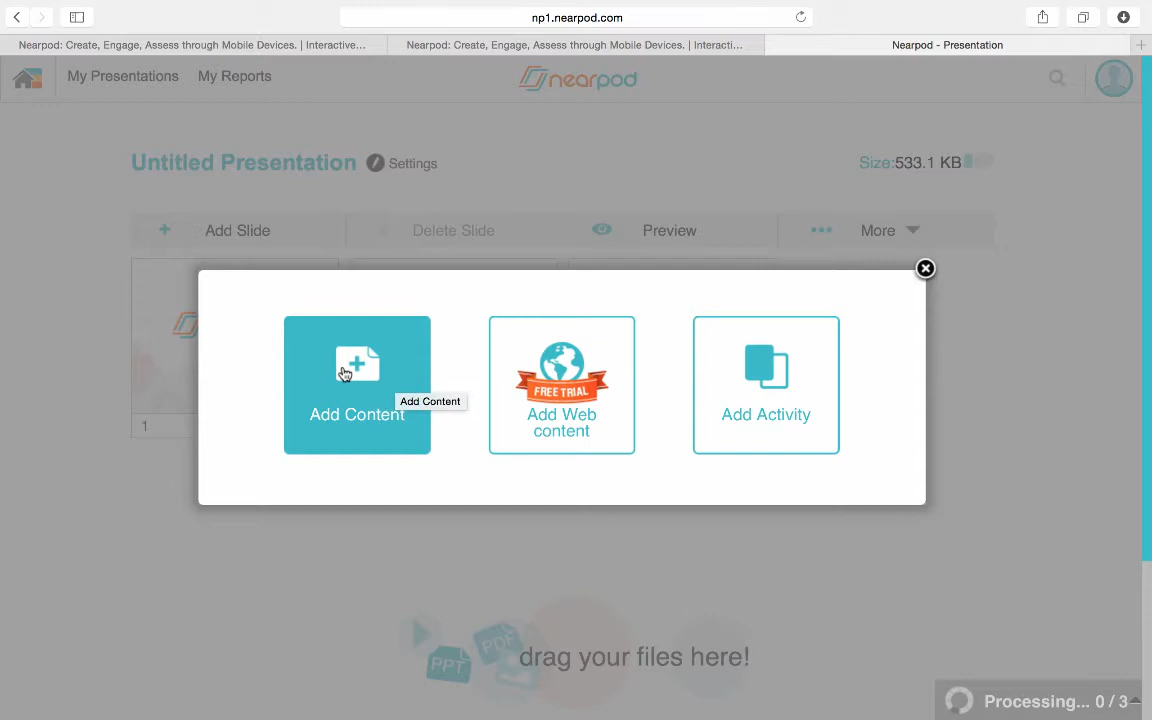 np1.nearpod.com
Nearpod: Create, Engage, Assess through Mobile Devices. | Interactive...
Nearpod: Create, Engage, Assess through Mobile Devices. | Interacti...
Nearpod - Presentation
My Presentations
My Reports
nearpod
Untitled Presentation
Settings
Size:533.1 KB
Add Slide
Delete Slide
Preview
More
FREE TRIAL
Add Content
Add Content
Add Web
content
Add Activity
1
PPT
PDF
drag your files here!
Processing... 0 / 3